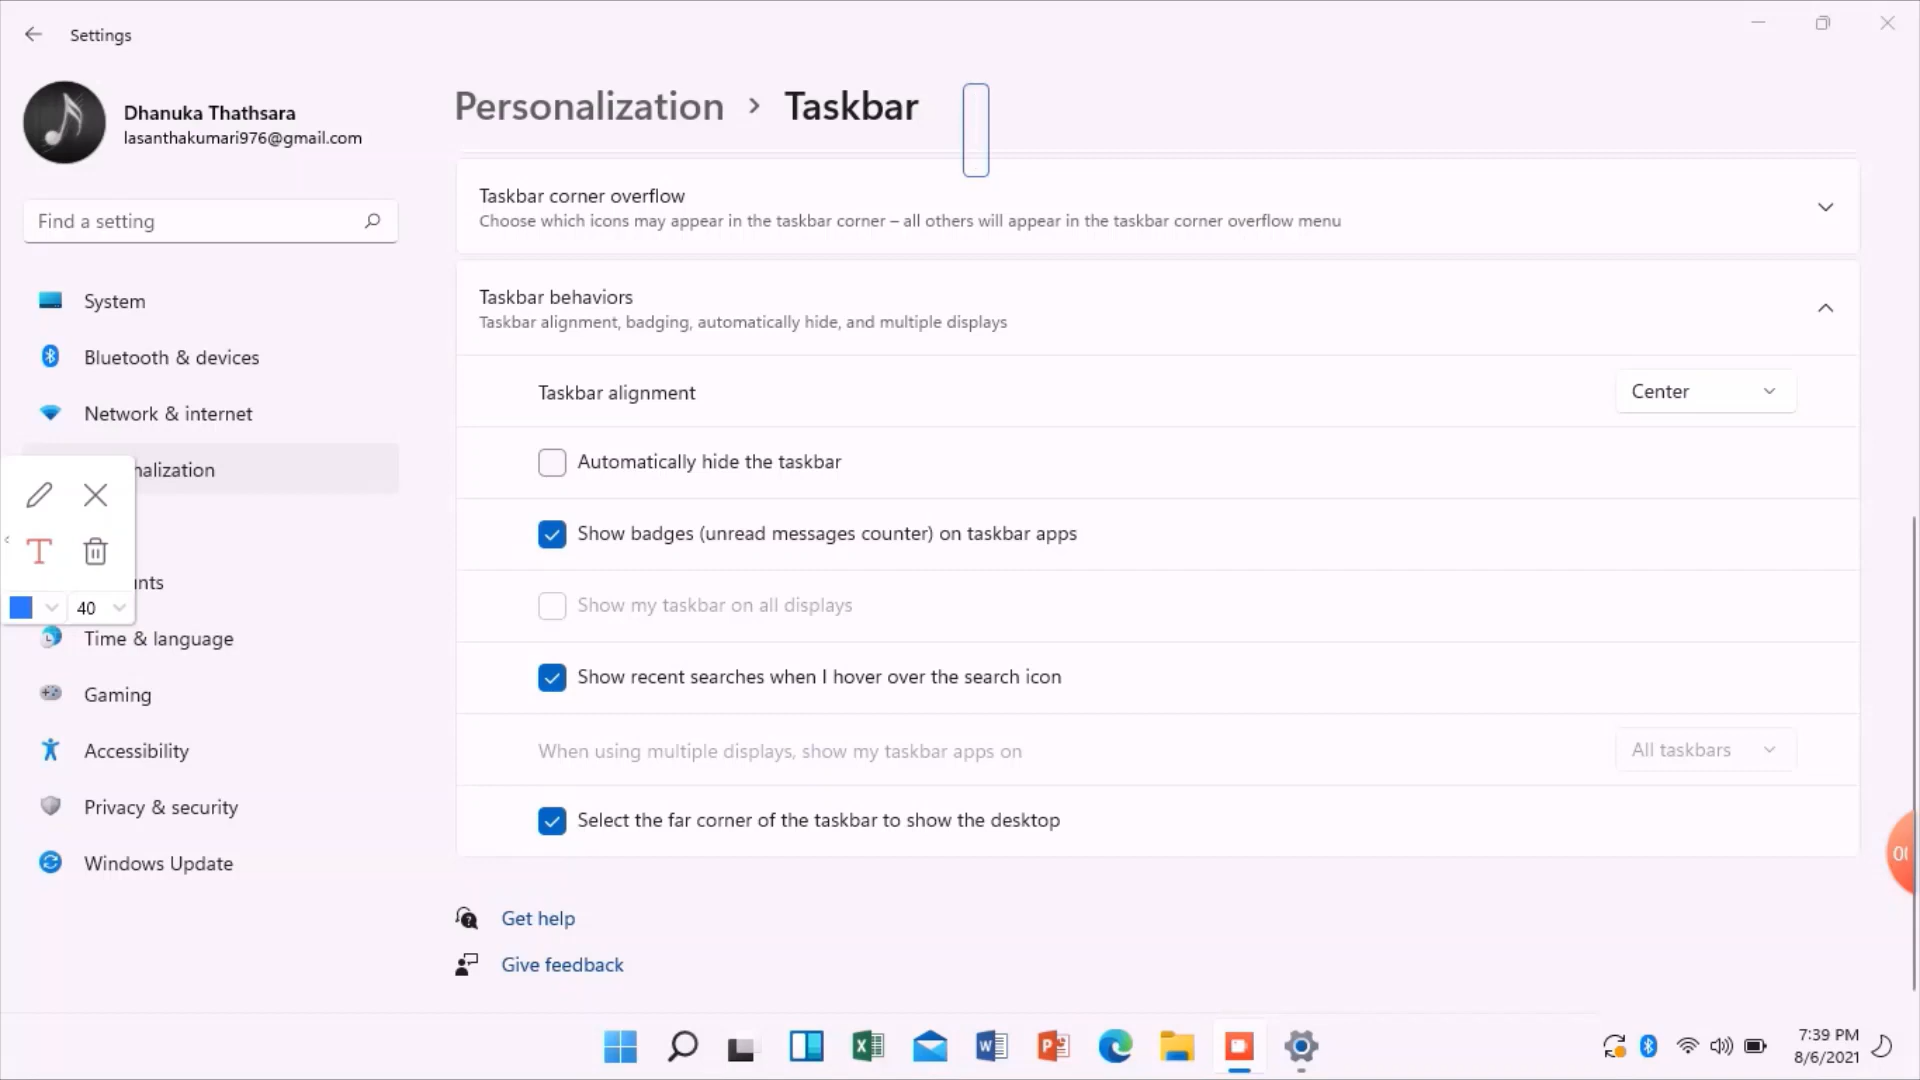 Settings
Dhanuka Thathsara
lasanthakumari976@gmail.com
Find a setting
System
Bluetooth & devices
Network & internet
nalization
T
unts
40
Time & language
Gaming
Accessibility
Privacy & security
Windows Update
Personalization > Taskbar
Taskbar corner overflow
Choose which icons may appear in the taskbar corner – all others will appear in the taskbar corner overflow menu
Taskbar behaviors
Taskbar alignment, badging, automatically hide, and multiple displays
Taskbar alignment
Center
Automatically hide the taskbar
Show badges (unread messages counter) on taskbar apps
Show my taskbar on all displays
Show recent searches when I hover over the search icon
When using multiple displays, show my taskbar apps on
All taskbars
Select the far corner of the taskbar to show the desktop
Get help
Give feedback
7:39 PM
8/6/2021